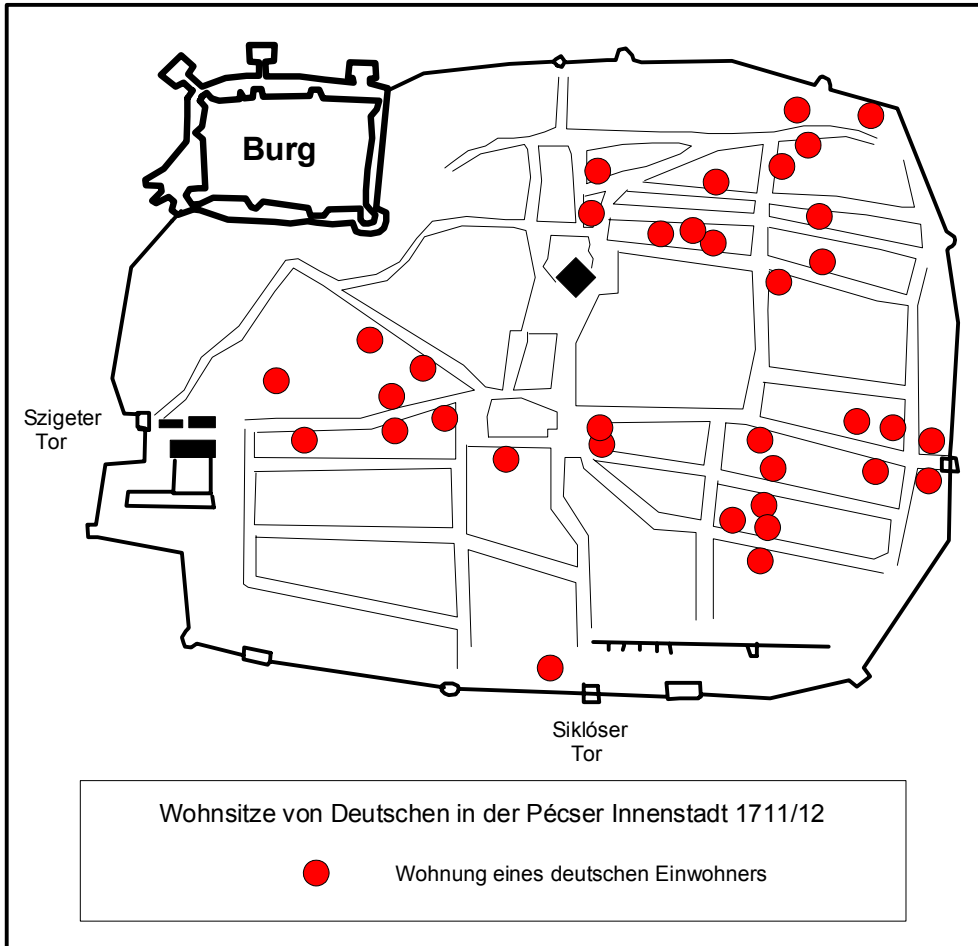 Burg
Szigeter
Tor
Siklóser
Tor
Wohnsitze von Deutschen in der Pécser Innenstadt 1711/12
Wohnung eines deutschen Einwohners